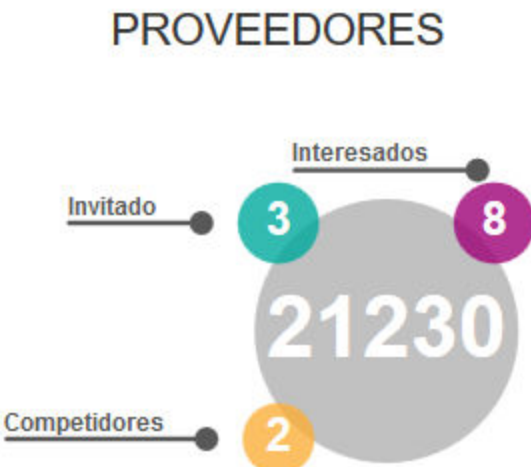 PROVEEDORES
Interesados
Invitado
3
8
21230
Competidores
2